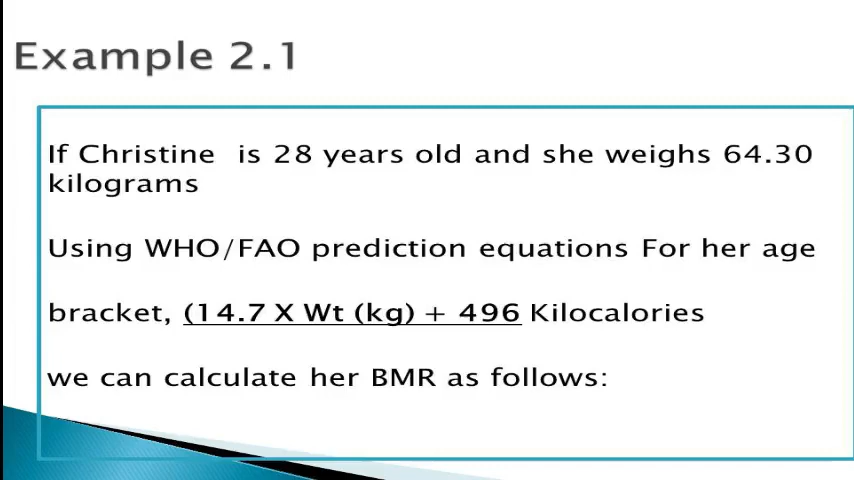 Example 2.1
If Christine is 28 years old and she weighs 64.30
kilograms
Using WHO/FAO prediction equations For her age
bracket, (14.7 X Wt (kg) + 496 Kilocalories
we can calculate her BMR as follows: